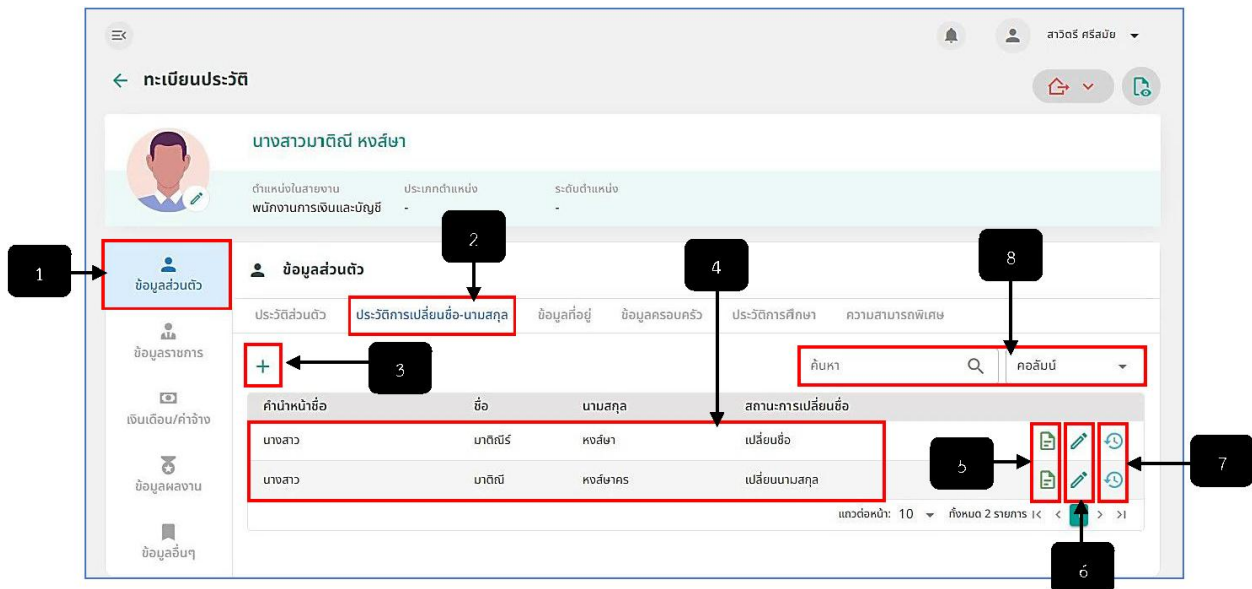 สาวิตรี ศรีสมัย
ทะเบียนประวัติ
นางสาวมาติณี หงส์ษา
ตำแหน่งในสายงาน ประเภทตำแหน่ง ระดับตำแหน่ง
พนักงานการเงินและบัญชี - -
2
4
8
1
ข้อมูลส่วนตัว
ข้อมูลส่วนตัว
ประวัติส่วนตัว ประวัติการเปลี่ยนชื่อ-นามสกุล ข้อมูลที่อยู่ ข้อมูลครอบครัว ประวัติการศึกษา ความสามารถพิเศษ
ข้อมูลราชการ
+ 3 ค้นหา คอลัมน์
เงินเดือน/ค่าจ้าง
คำนำหน้าชื่อ ชื่อ นามสกุล สถานะการเปลี่ยนชื่อ
นางสาว มาติณีร์ หงส์ษา เปลี่ยนชื่อ
5
7
ข้อมูลผลงาน
นางสาว มาติณี หงส์ษาคร เปลี่ยนนามสกุล
แถวต่อหน้า: 10 ทั้งหมด 2 รายการ
ข้อมูลอื่นๆ
6